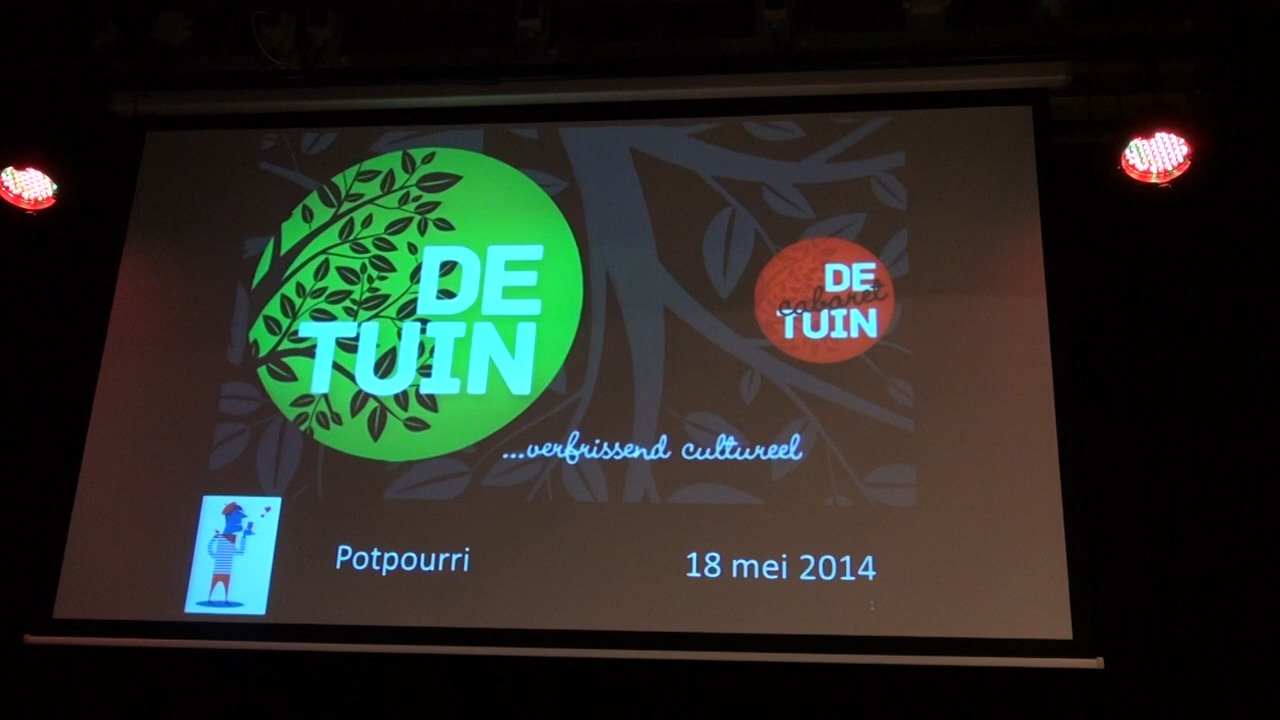 DE
TUIN
DE
cabaret
TUIN
...verfrissend cultureel
Potpourri
18 mei 2014